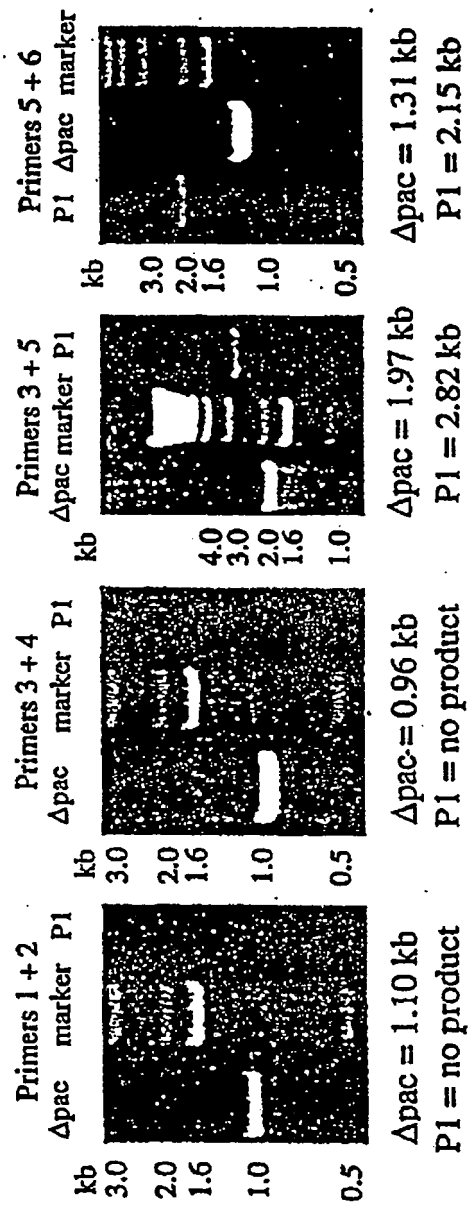 Primers 1 + 2
Δpac marker P1
kb
3.0
2.0
1.6
1.0
0.5
Δpac = 1.10 kb
P1 = no product
Primers 3 + 4
Δpac marker P1
kb
3.0
2.0
1.6
1.0
0.5
Δpac = 0.96 kb
P1 = no product
Primers 3 + 5
Δpac marker P1
kb
4.0
3.0
2.0
1.6
1.0
Δpac = 1.97 kb
P1 = 2.82 kb
Primers 5 + 6
P1 Δpac marker
kb
3.0
2.0
1.6
1.0
0.5
Δpac = 1.31 kb
P1 = 2.15 kb